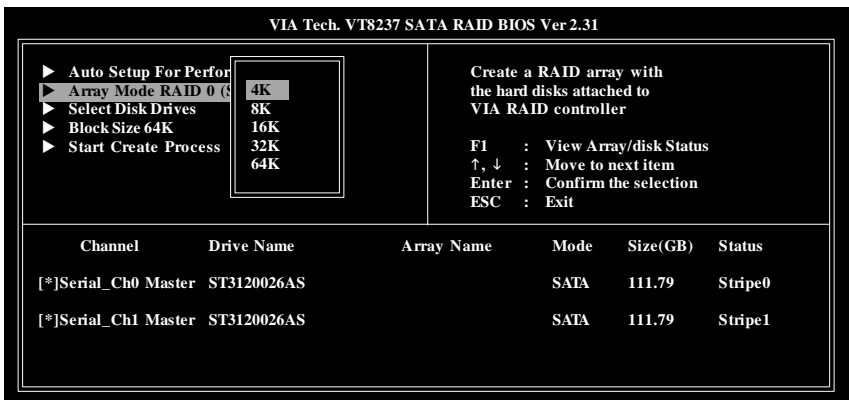 VIA Tech. VT8237 SATA RAID BIOS Ver 2.31
▶ Auto Setup For Perfor
▶ Array Mode RAID 0 (S
▶ Select Disk Drives
▶ Block Size 64K
▶ Start Create Process
4K
8K
16K
32K
64K
Create a RAID array with
the hard disks attached to
VIA RAID controller
F1 : View Array/disk Status
↑, ↓ : Move to next item
Enter : Confirm the selection
ESC : Exit
Channel Drive Name Array Name Mode Size(GB) Status
[*]Serial_Ch0 Master ST3120026AS SATA 111.79 Stripe0
[*]Serial_Ch1 Master ST3120026AS SATA 111.79 Stripe1